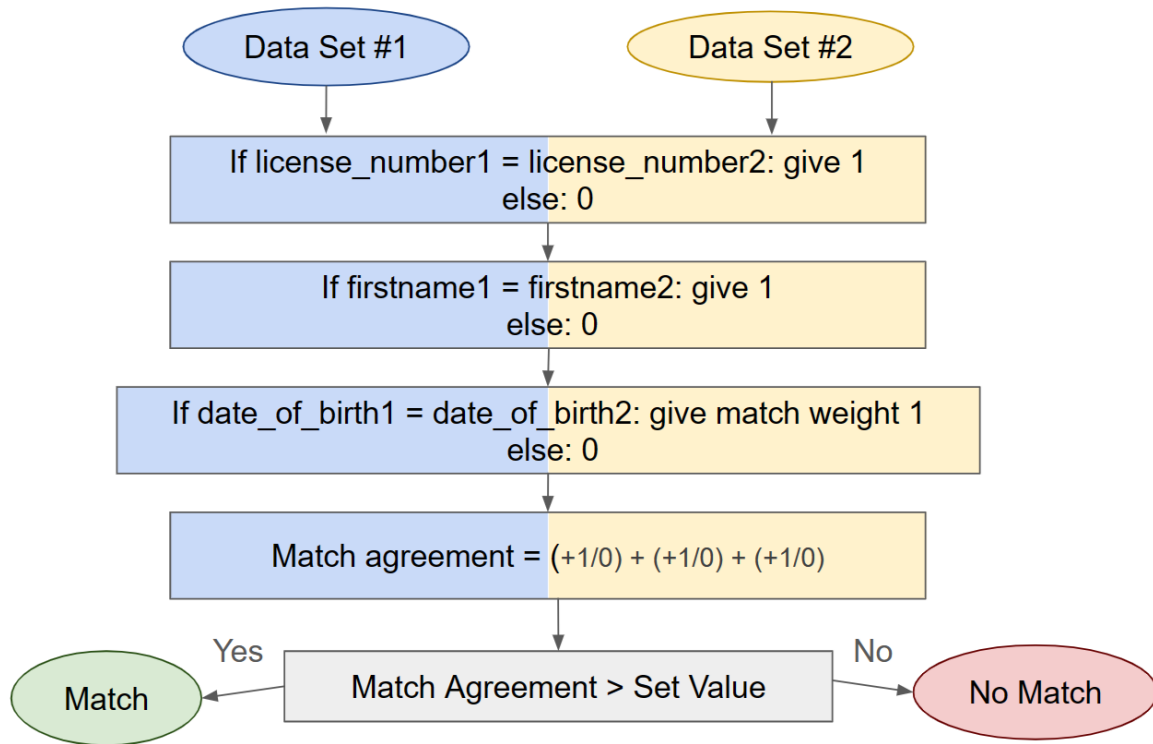 Data Set #1
Data Set #2
If license_number1 = license_number2: give 1
else: 0
If firstname1 = firstname2: give 1
else: 0
If date_of_birth1 = date_of_birth2: give match weight 1
else: 0
Match agreement = (+1/0) + (+1/0) + (+1/0)
Yes
No
Match
Match Agreement > Set Value
No Match